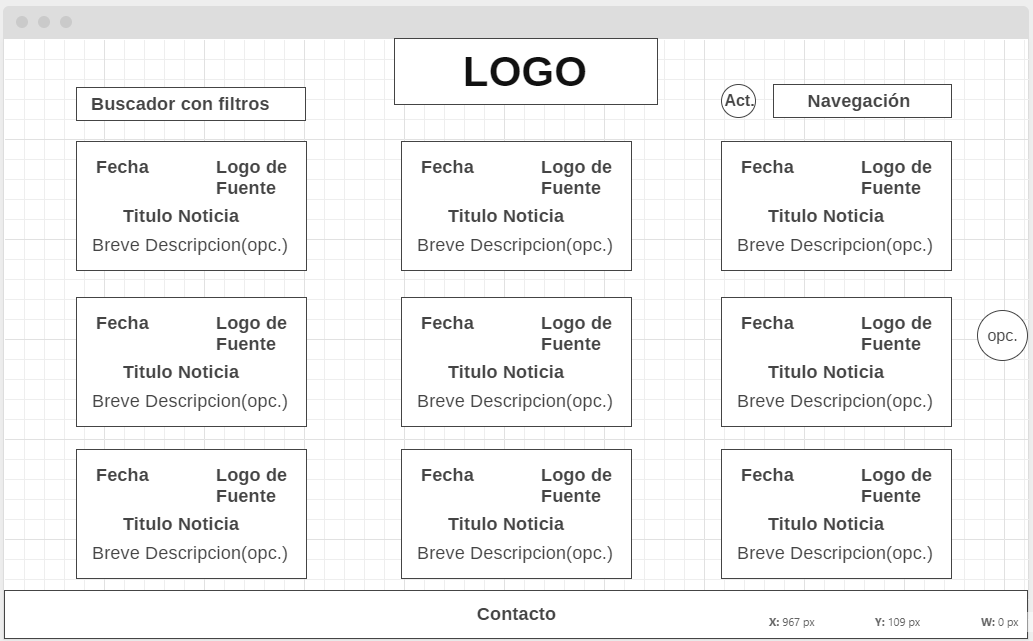 LOGO
Buscador con filtros
Act.
Navegación
Fecha
Logo de
Fuente
Titulo Noticia
Breve Descripcion(opc.)
Fecha
Logo de
Fuente
Titulo Noticia
Breve Descripcion(opc.)
Fecha
Logo de
Fuente
Titulo Noticia
Breve Descripcion(opc.)
Fecha
Logo de
Fuente
Titulo Noticia
Breve Descripcion(opc.)
Fecha
Logo de
Fuente
Titulo Noticia
Breve Descripcion(opc.)
Fecha
Logo de
Fuente
Titulo Noticia
Breve Descripcion(opc.)
opc.
Fecha
Logo de
Fuente
Titulo Noticia
Breve Descripcion(opc.)
Fecha
Logo de
Fuente
Titulo Noticia
Breve Descripcion(opc.)
Fecha
Logo de
Fuente
Titulo Noticia
Breve Descripcion(opc.)
Contacto
X: 967 px Y: 109 px W: 0 px